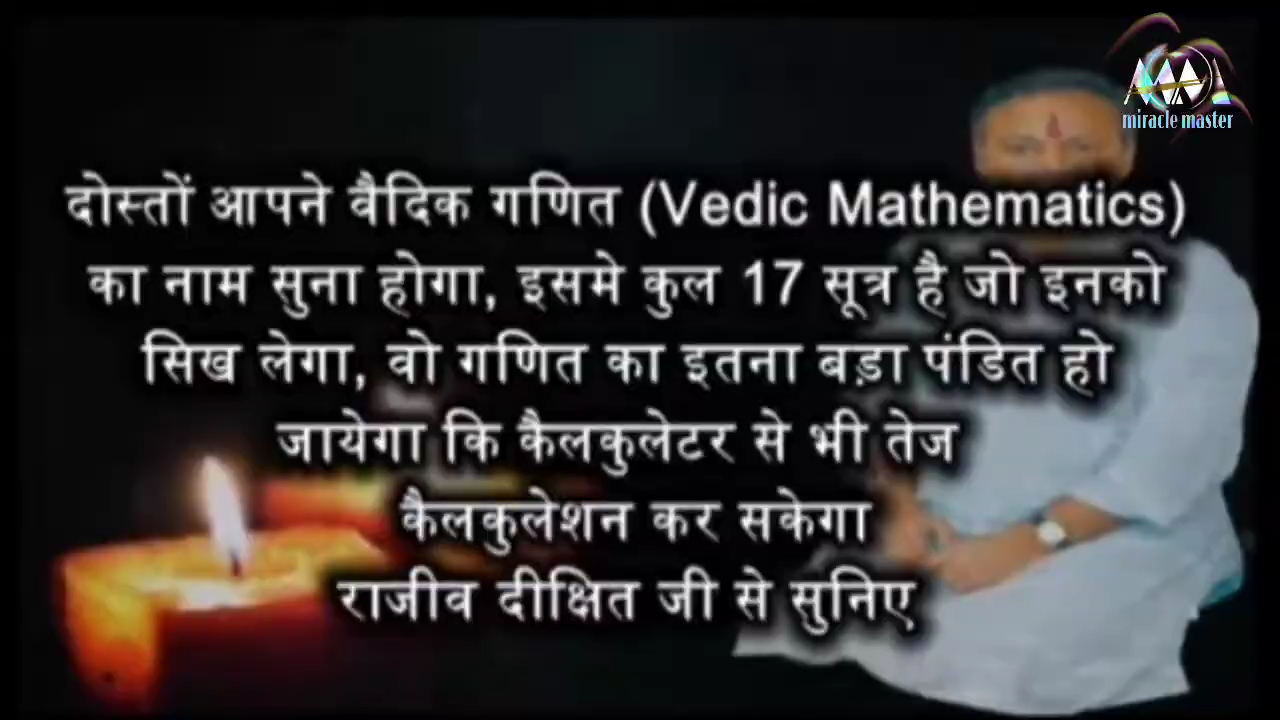 miracle master
दोस्तों आपने वैदिक गणित (Vedic Mathematics)
का नाम सुना होगा, इसमे कुल 17 सूत्र है जो इनको
सिख लेगा, वो गणित का इतना बड़ा पंडित हो
जायेगा कि कैलकुलेटर से भी तेज
कैलकुलेशन कर सकेगा
राजीव दीक्षित जी से सुनिए